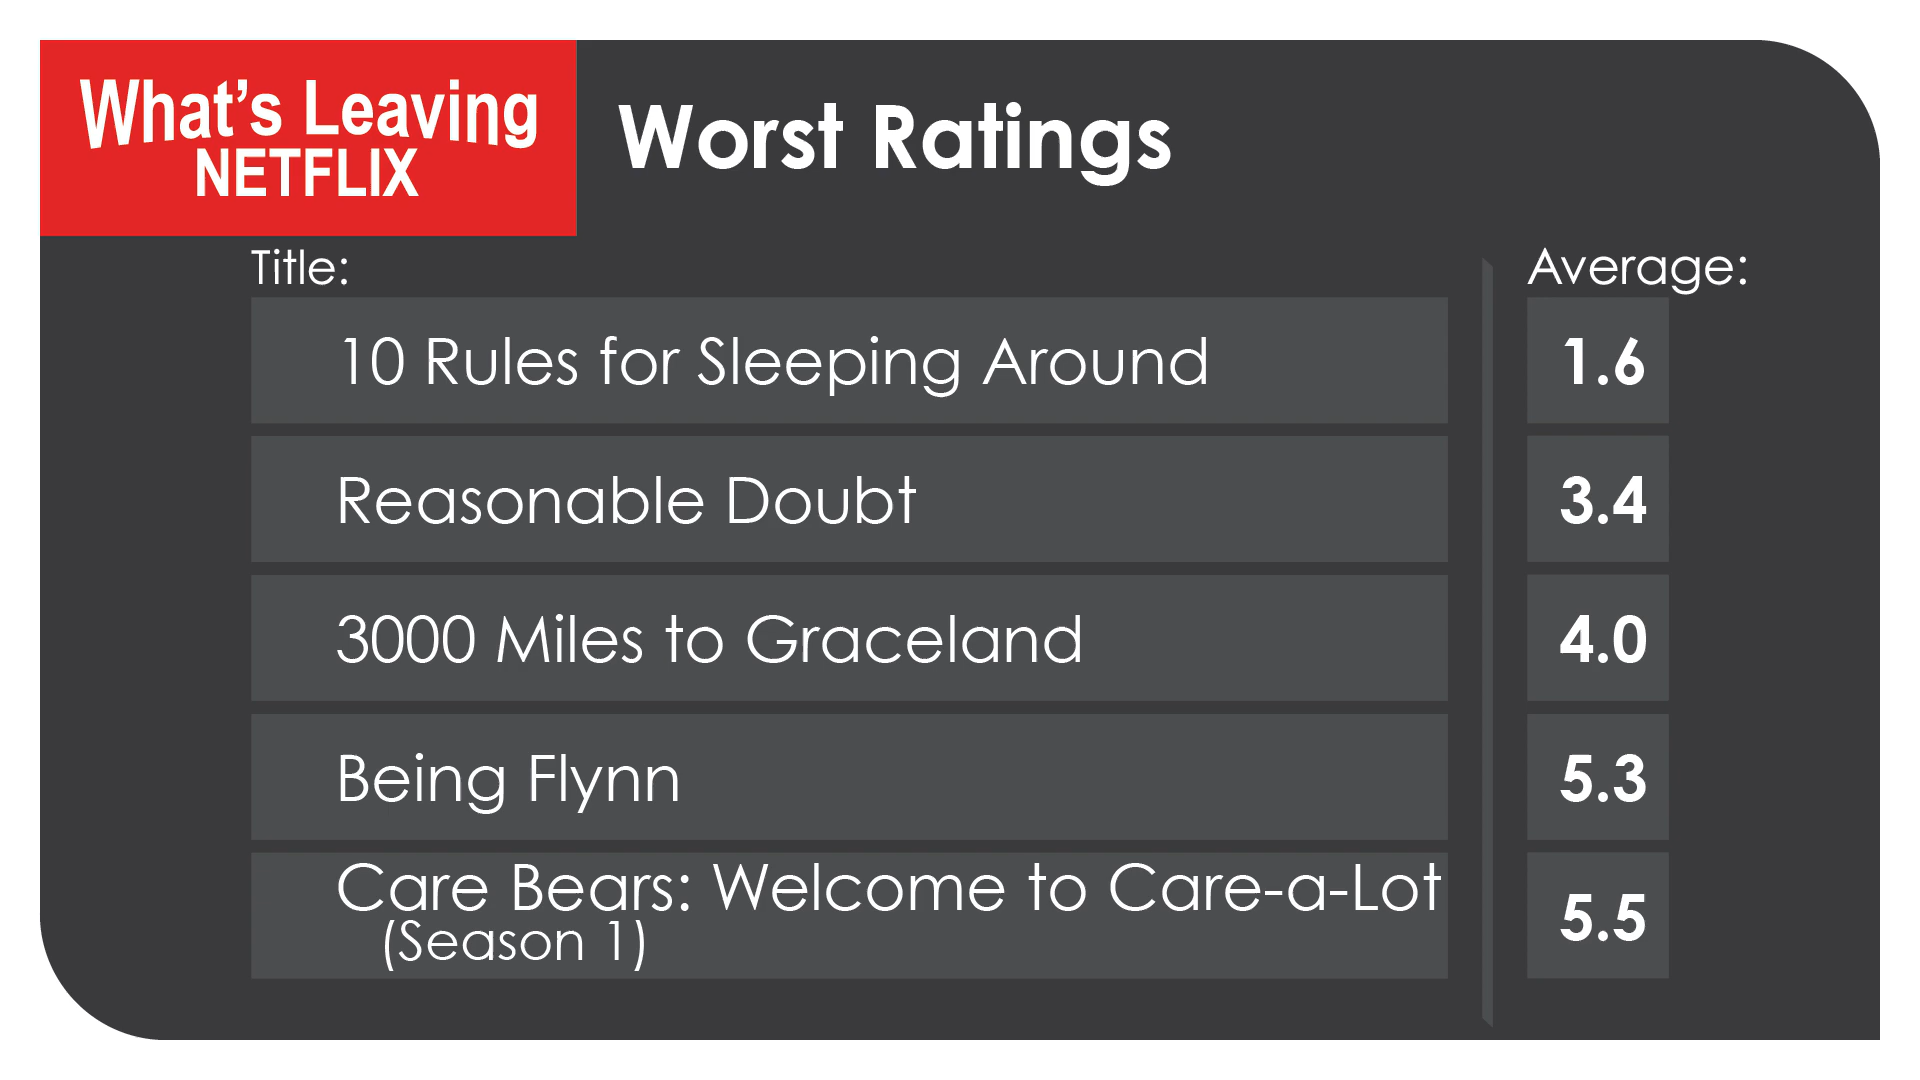 What's Leaving
NETFLIX
Worst Ratings
Title:
Average:
10 Rules for Sleeping Around
1.6
Reasonable Doubt
3.4
3000 Miles to Graceland
4.0
Being Flynn
5.3
Care Bears: Welcome to Care-a-Lot
(Season 1)
5.5